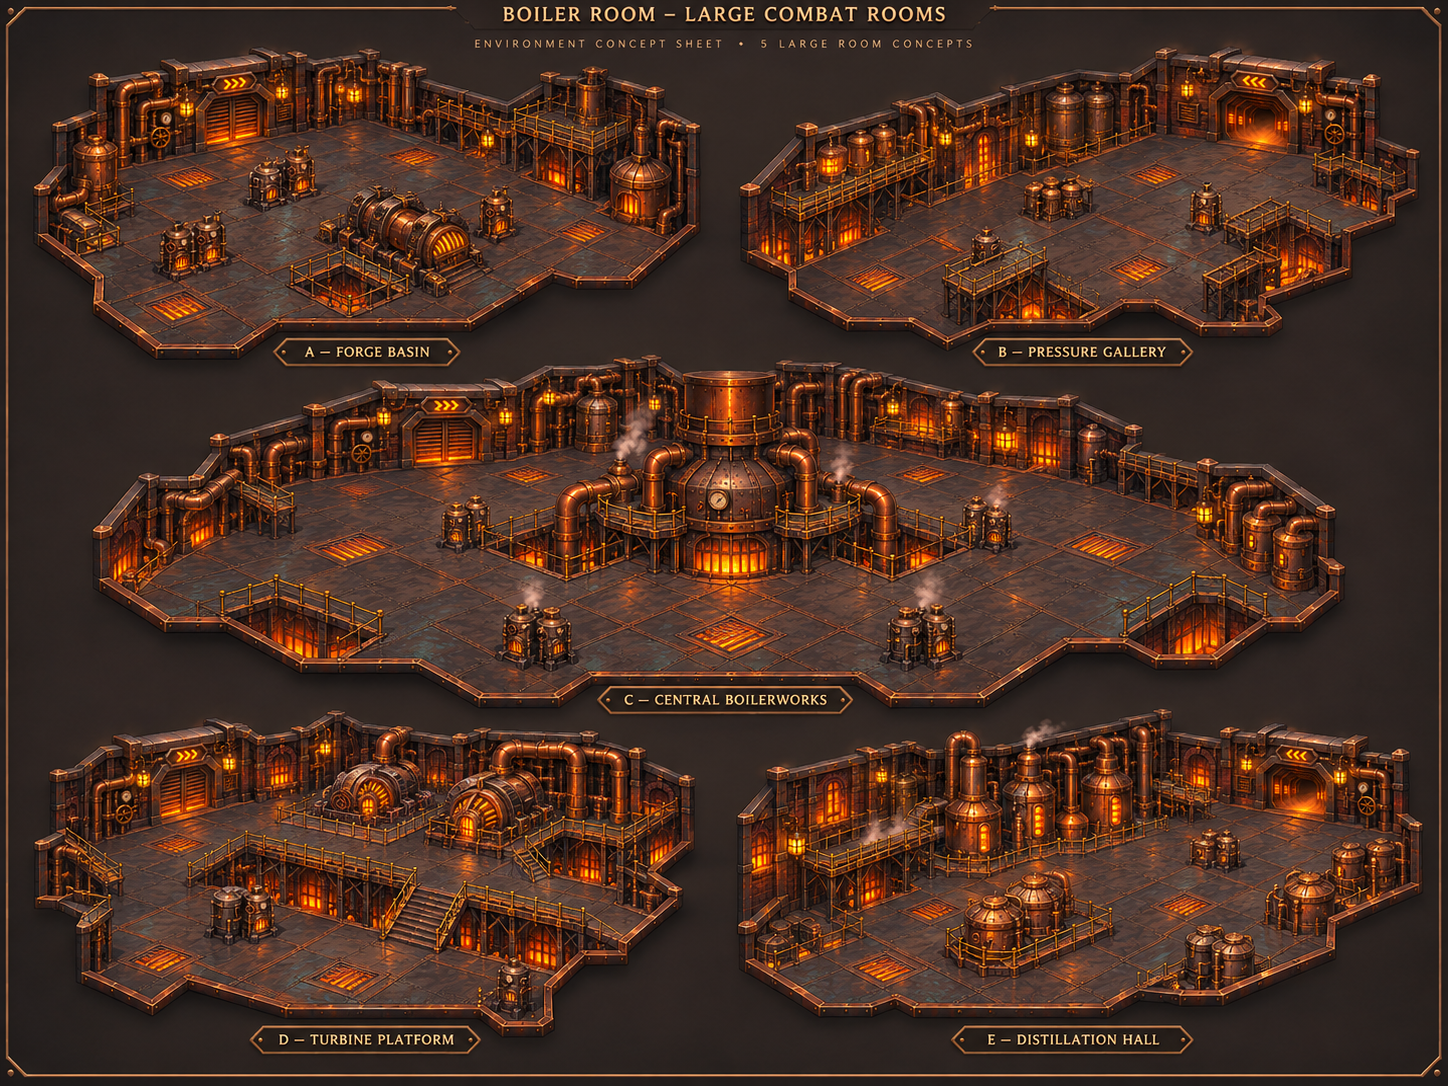 BOILER ROOM – LARGE COMBAT ROOMS
ENVIRONMENT CONCEPT SHEET • 5 LARGE ROOM CONCEPTS
A — FORGE BASIN
B — PRESSURE GALLERY
C — CENTRAL BOILERWORKS
D — TURBINE PLATFORM
E — DISTILLATION HALL